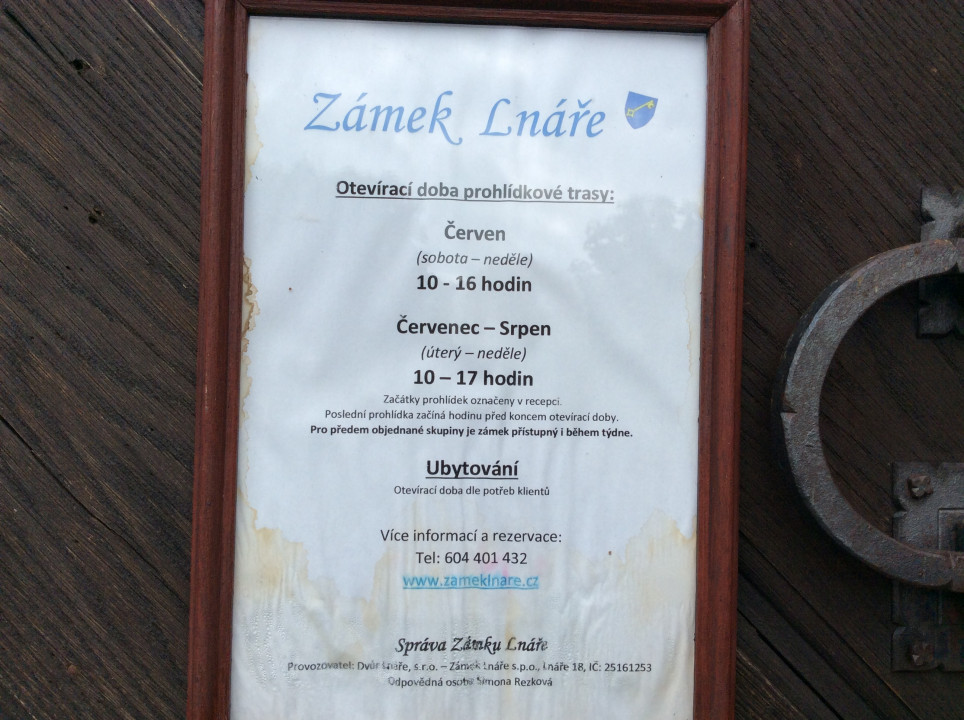 Zámek Lnáře
Otevírací doba prohlídkové trasy:
Červen
(sobota – neděle)
10 - 16 hodin
Červenec – Srpen
(úterý – neděle)
10 – 17 hodin
Začátky prohlídek označeny v recepci.
Poslední prohlídka začíná hodinu před koncem otevírací doby.
Pro předem objednané skupiny je zámek přístupný i během týdne.
Ubytování
Otevírací doba dle potřeb klientů
Více informací a rezervace:
Tel: 604 401 432
www.zameklnare.cz
Správa Zámku Lnáře
Provozovatel: Dvůr Lnáře, s.r.o. – Zámek Lnáře s.p.o., Lnáře 18, IČ: 25161253
Odpovědná osoba Simona Rezková